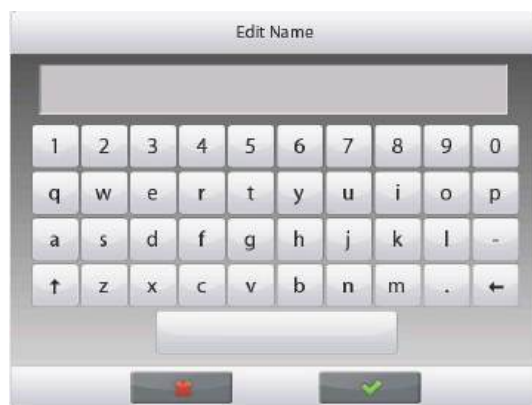 Edit Name
1 2 3 4 5 6 7 8 9 0
q w e r t y u i o p
a s d f g h j k l -
↑ z x c v b n m . ←